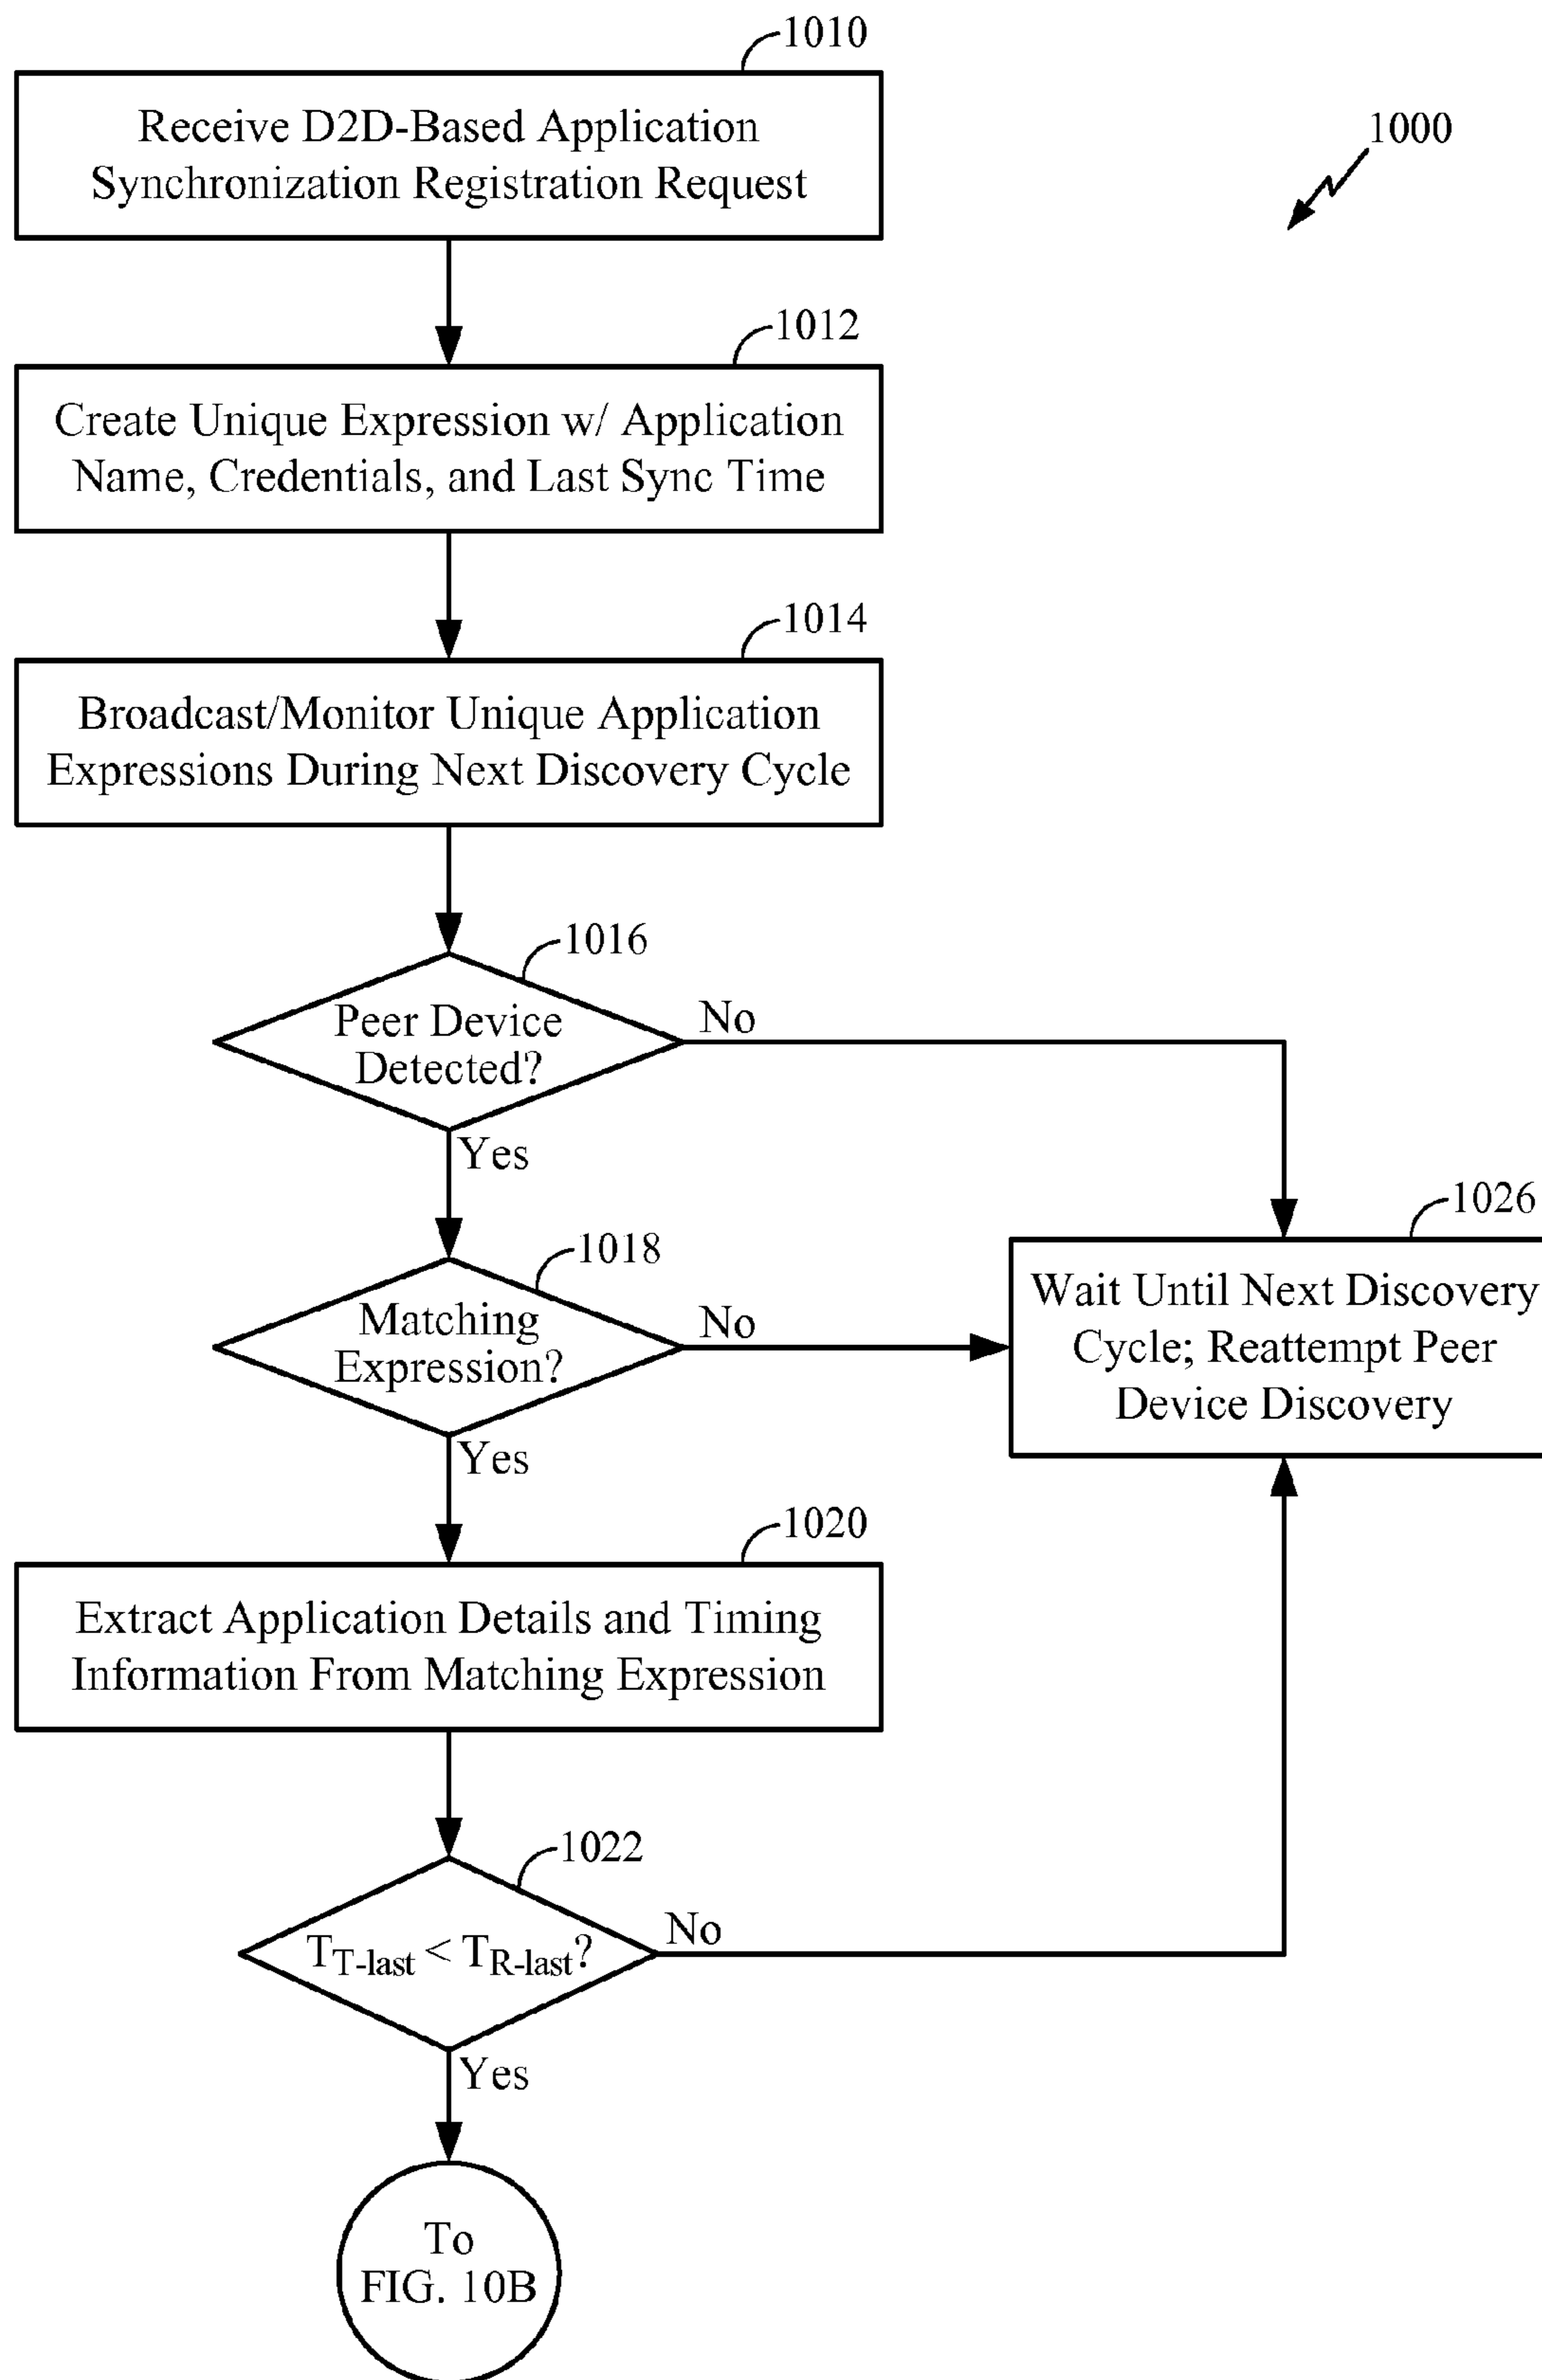 1010
Receive D2D-Based Application
Synchronization Registration Request
1000
1012
Create Unique Expression w/ Application
Name, Credentials, and Last Sync Time
1014
Broadcast/Monitor Unique Application
Expressions During Next Discovery Cycle
1016
Peer Device
Detected?
No
Yes
1018
Matching
Expression?
No
Yes
1026
Wait Until Next Discovery
Cycle; Reattempt Peer
Device Discovery
1020
Extract Application Details and Timing
Information From Matching Expression
1022
T_T-last < T_R-last?
No
Yes
To
FIG. 10B